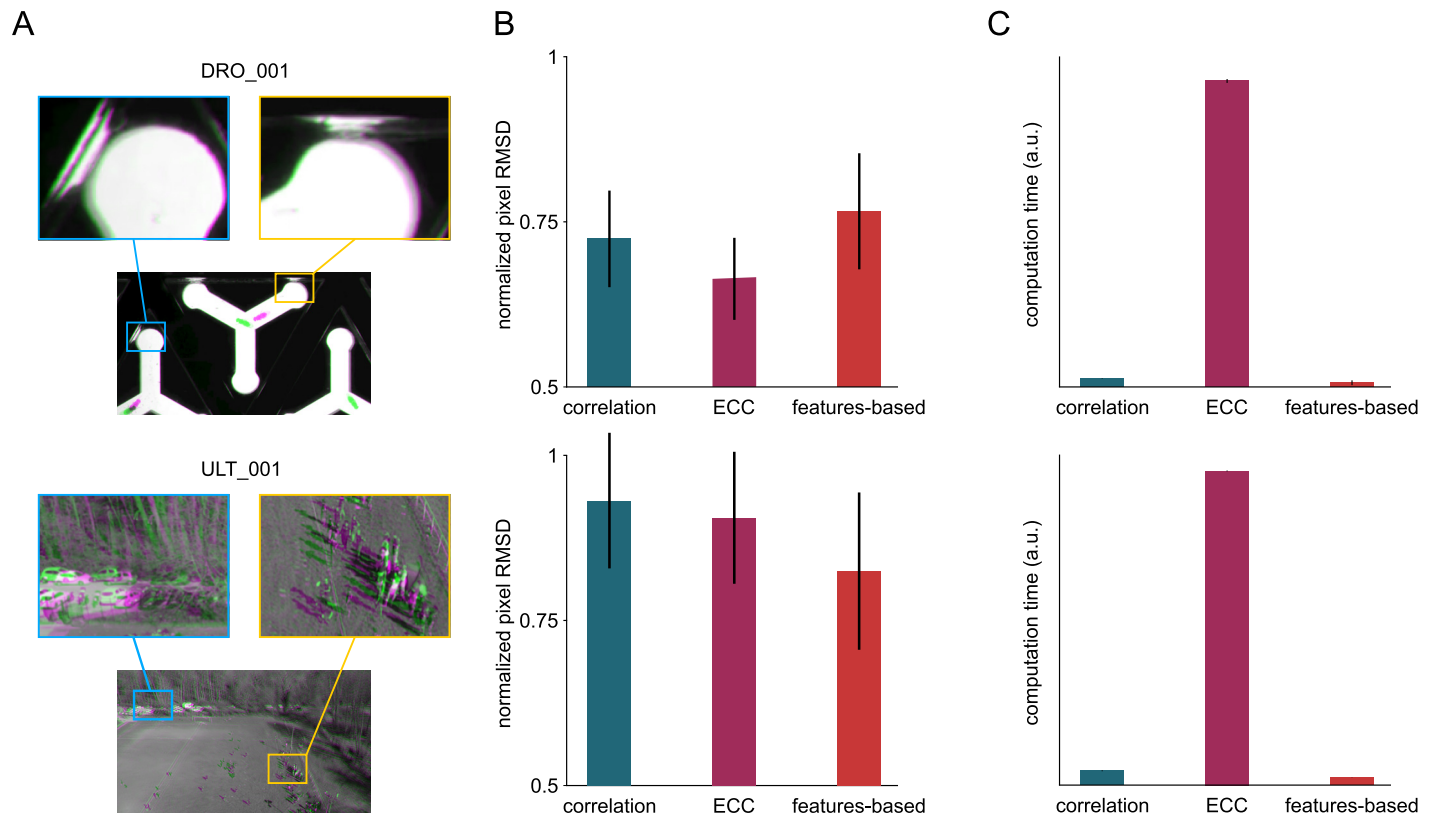 A
B
C
DRO_001
1
0.75
0.5
normalized pixel RMSD
correlation
ECC
features-based
computation time (a.u.)
correlation
ECC
features-based
ULT_001
1
0.75
0.5
normalized pixel RMSD
correlation
ECC
features-based
computation time (a.u.)
correlation
ECC
features-based